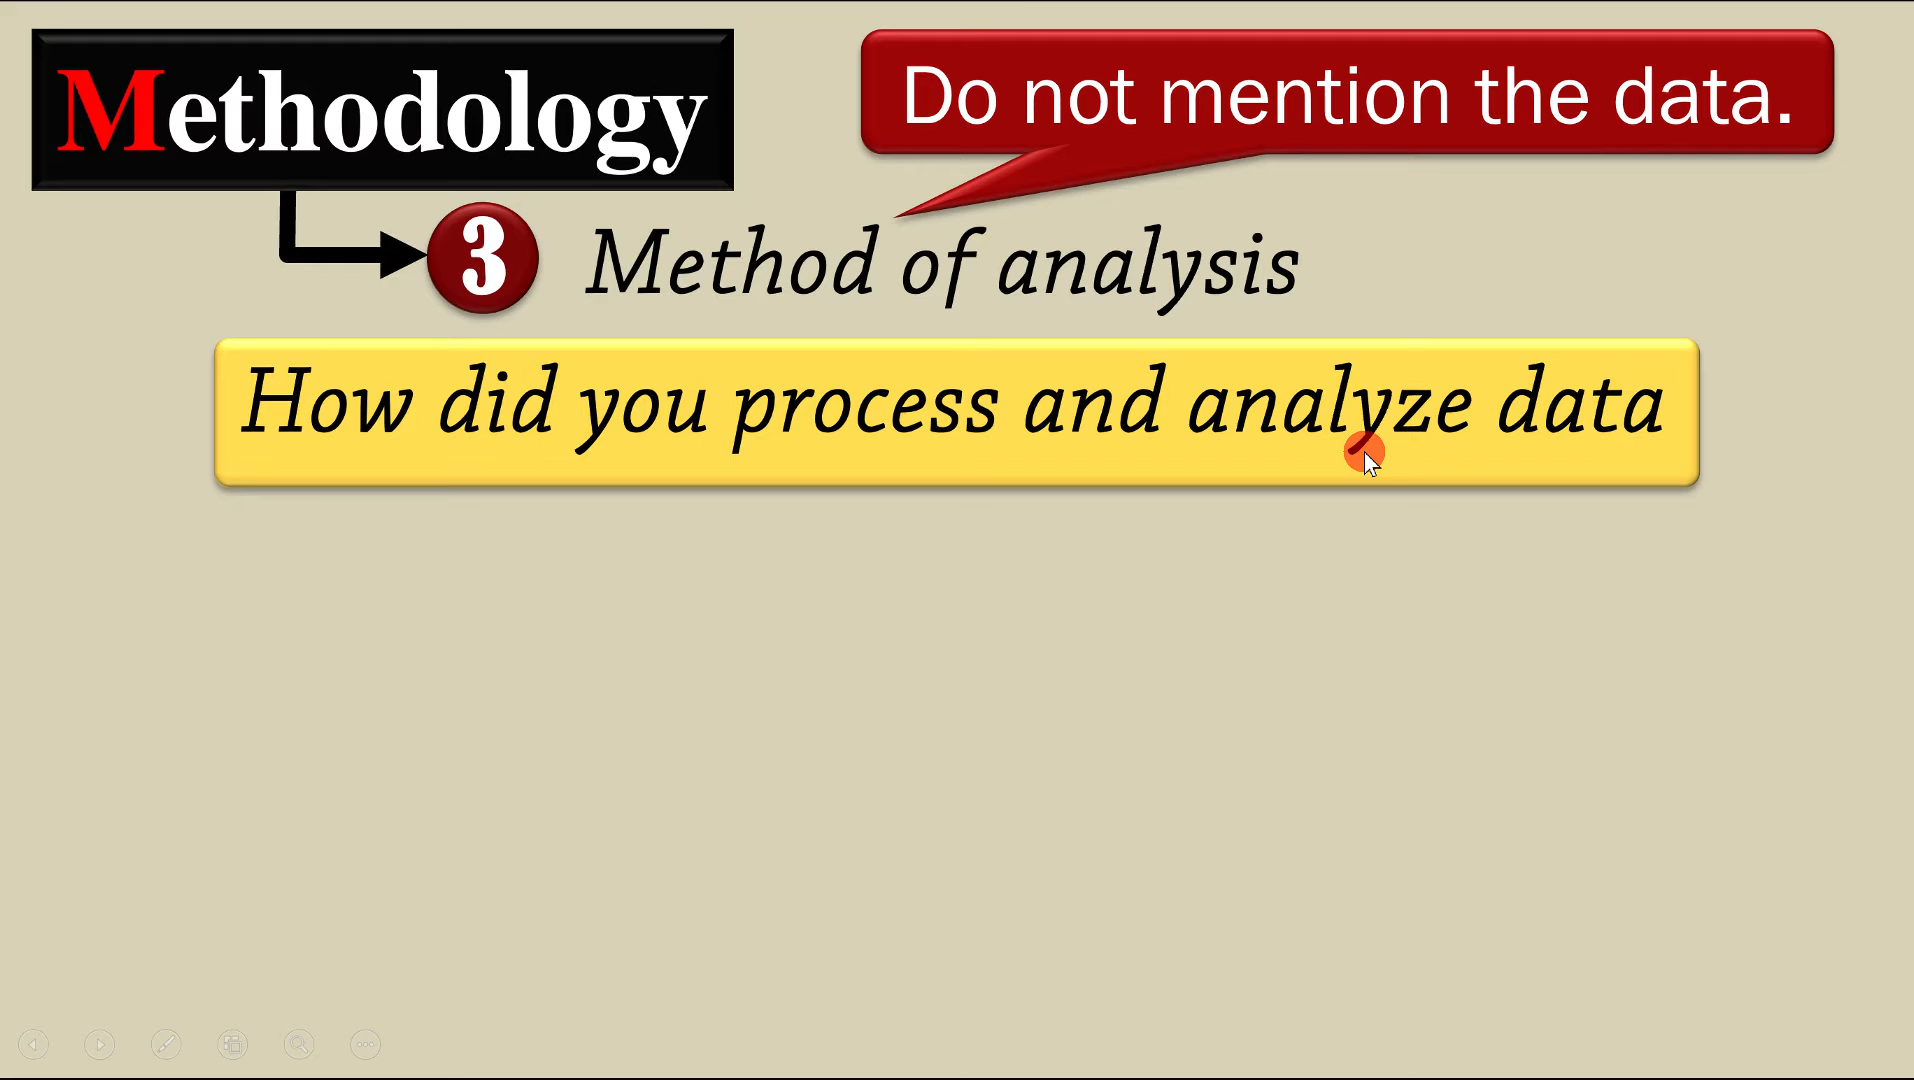 Methodology
Do not mention the data.
3 Method of analysis
How did you process and analyze data